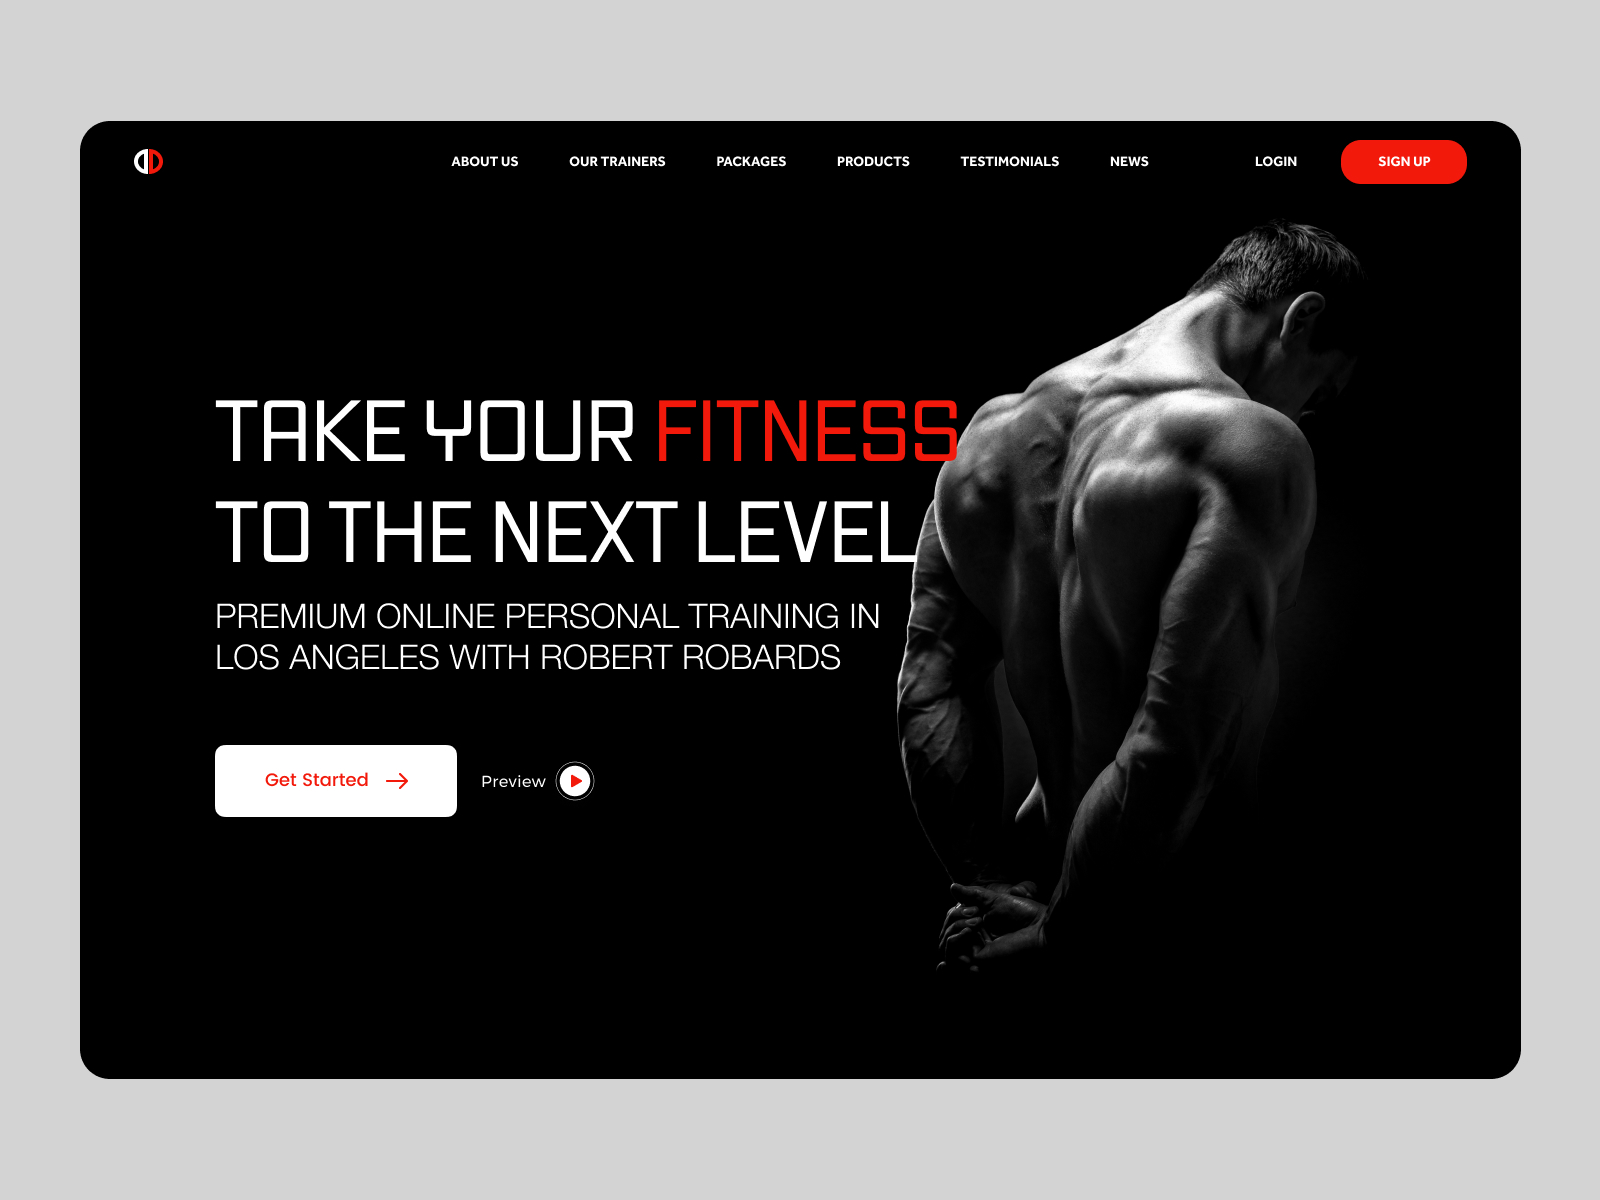 ABOUT US OUR TRAINERS PACKAGES PRODUCTS TESTIMONIALS NEWS LOGIN SIGN UP
TAKE YOUR FITNESS
TO THE NEXT LEVEL
PREMIUM ONLINE PERSONAL TRAINING IN
LOS ANGELES WITH ROBERT ROBARDS
Get Started Preview